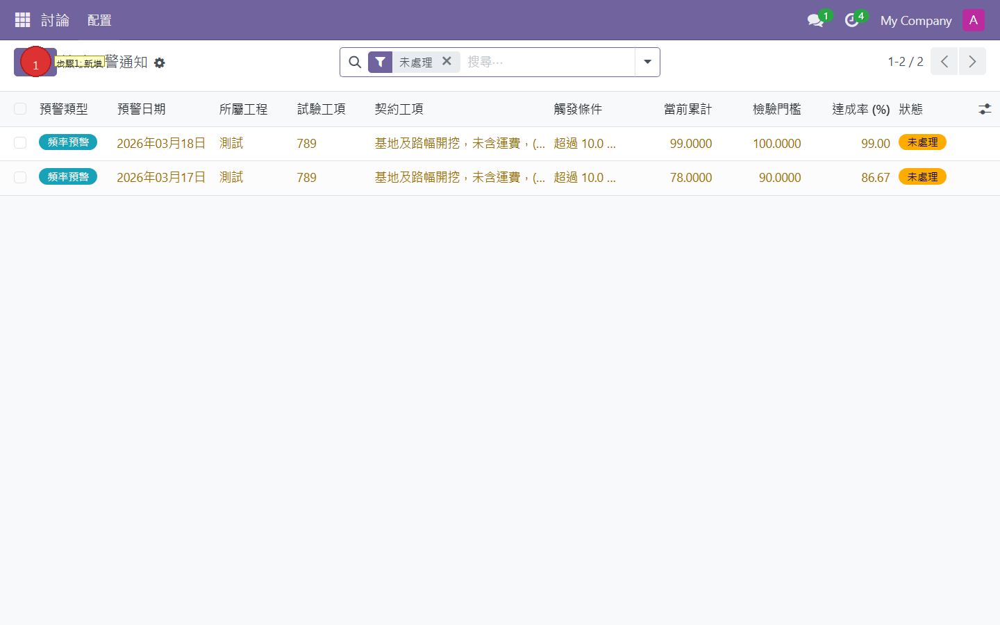 討論 配置 1 4 My Company A
1 步驟1: 新增 警通知 未處理 搜尋... 1-2 / 2
預警類型 預警日期 所屬工程 試驗工項 契約工項 觸發條件 當前累計 檢驗門檻 達成率 (%) 狀態
頻率預警 2026年03月18日 測試 789 基地及路幅開挖，未含運費，(... 超過 10.0 ... 99.0000 100.0000 99.00 未處理
頻率預警 2026年03月17日 測試 789 基地及路幅開挖，未含運費，(... 超過 10.0 ... 78.0000 90.0000 86.67 未處理